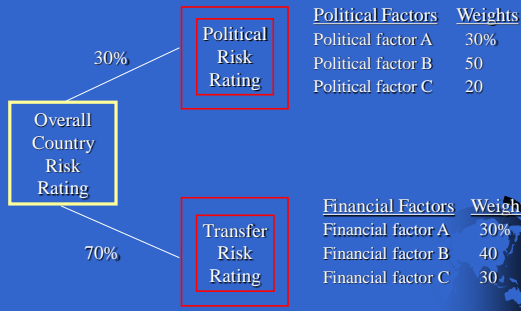 Political Factors Weights
Political factor A 30%
Political factor B 50
Political factor C 20
30%
Political
Risk
Rating
Overall
Country
Risk
Rating
70%
Transfer
Risk
Rating
Financial Factors Weigh
Financial factor A 30%
Financial factor B 40
Financial factor C 30